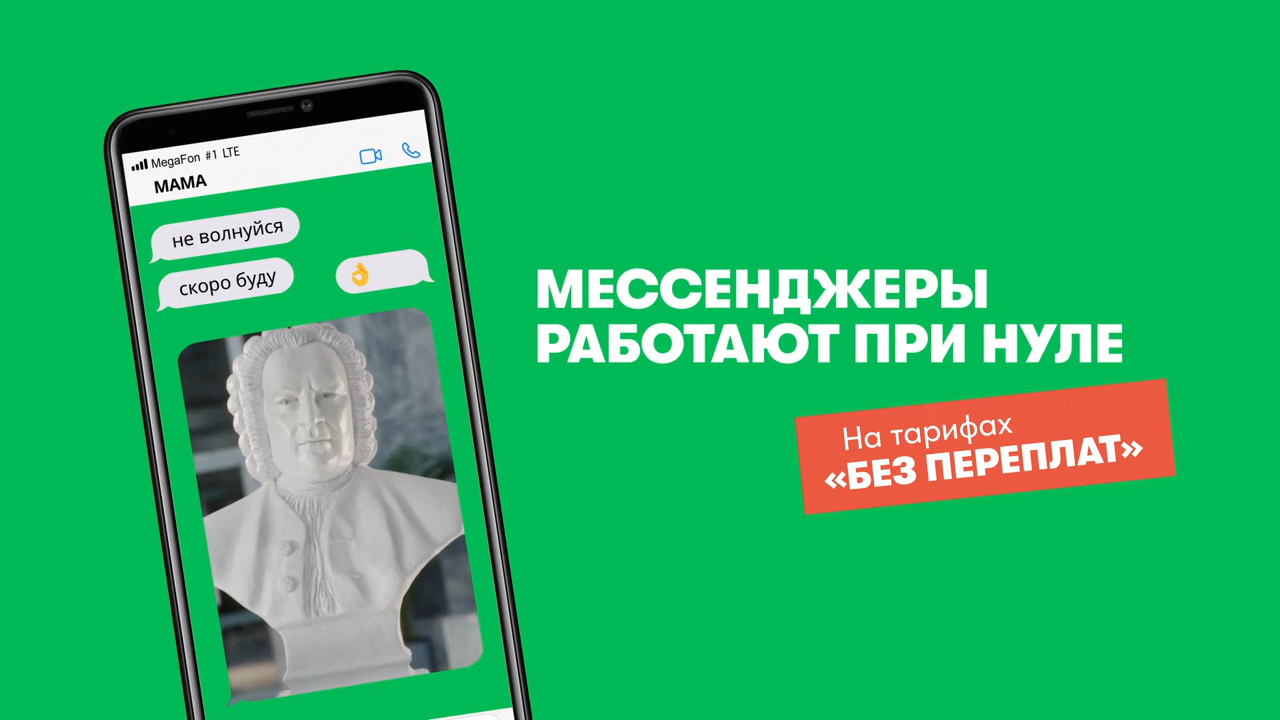 MegaFon #1 LTE
МАМА
не волнуйся
скоро буду
👌
МЕССЕНДЖЕРЫ
РАБОТАЮТ ПРИ НУЛЕ
На тарифах
«БЕЗ ПЕРЕПЛАТ»